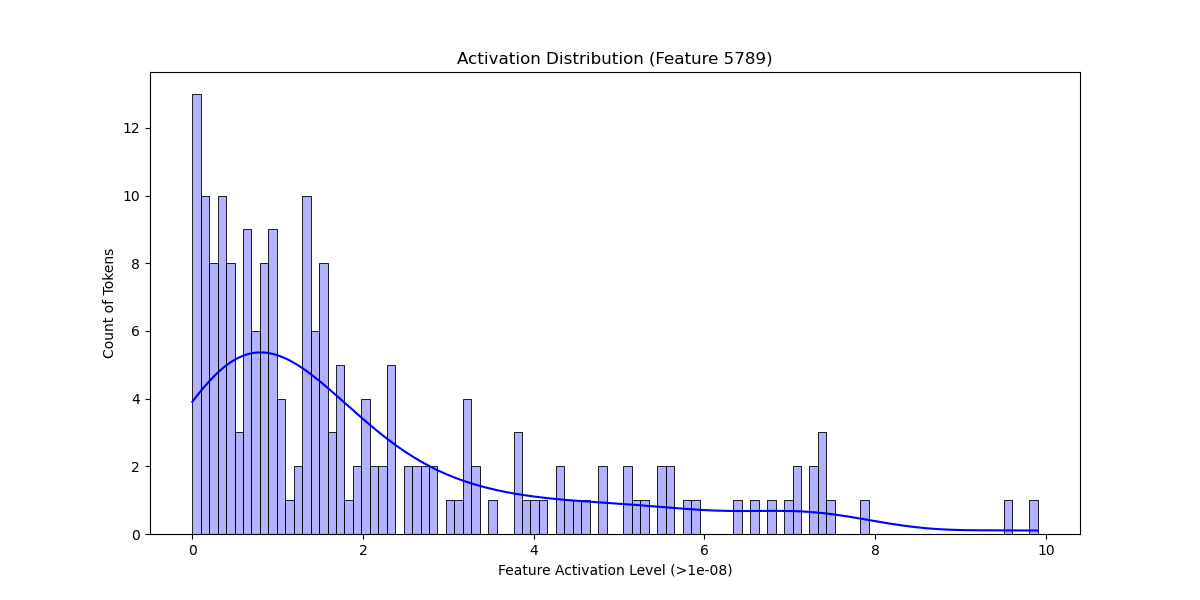 Activation Distribution (Feature 5789)
Count of Tokens
12
10
8
6
4
2
0
0 2 4 6 8 10
Feature Activation Level (>1e-08)